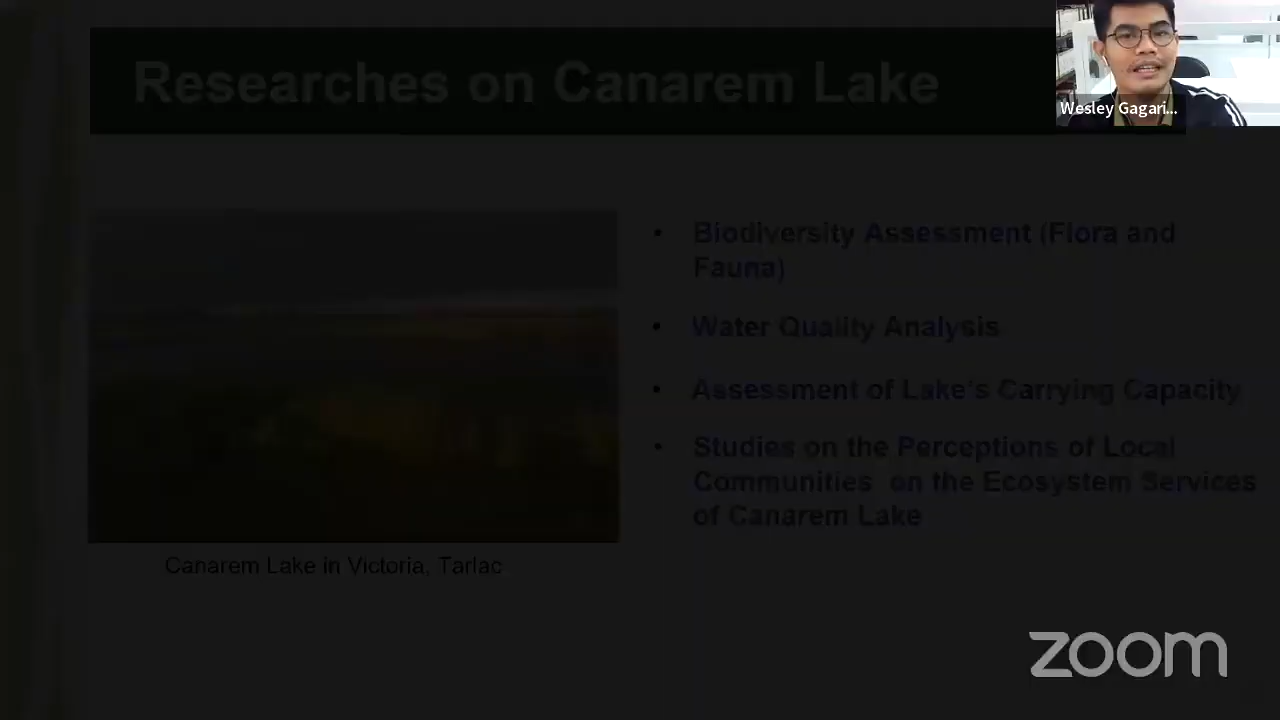 Researches on Canarem Lake
Wesley Gagari...
• Biodiversity Assessment (Flora and
Fauna)
• Water Quality Analysis
• Assessment of Lake's Carrying Capacity
• Studies on the Perceptions of Local
Communities on the Ecosystem Services
of Canarem Lake
Canarem Lake in Victoria, Tarlac
zoom